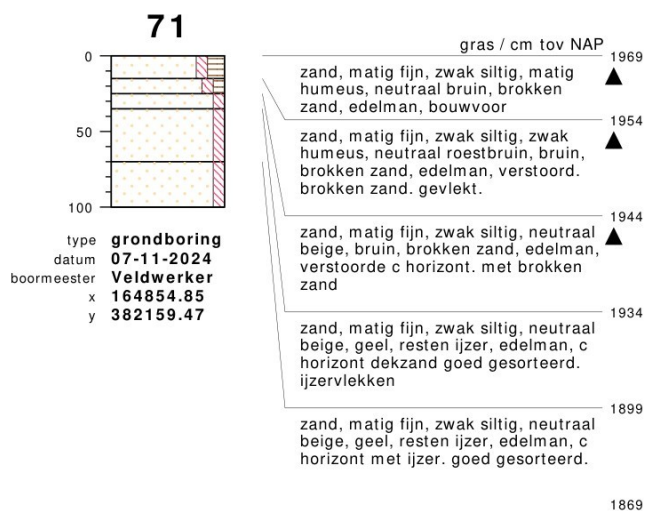 71
gras / cm tov NAP
0
1969
zand, matig fijn, zwak siltig, matig
humeus, neutraal bruin, brokken
zand, edelman, bouwvoor
1954
50
zand, matig fijn, zwak siltig, zwak
humeus, neutraal roestbruin, bruin,
brokken zand, edelman, verstoord.
brokken zand. gevlekt.
100
1944
zand, matig fijn, zwak siltig, neutraal
beige, bruin, brokken zand, edelman,
verstoorde c horizont. met brokken
zand
type grondboring
datum 07-11-2024
boormeester Veldwerker
x 164854.85
y 382159.47
1934
zand, matig fijn, zwak siltig, neutraal
beige, geel, resten ijzer, edelman, c
horizont dekzand goed gesorteerd.
ijzervlekken
1899
zand, matig fijn, zwak siltig, neutraal
beige, geel, resten ijzer, edelman, c
horizont met ijzer. goed gesorteerd.
1869